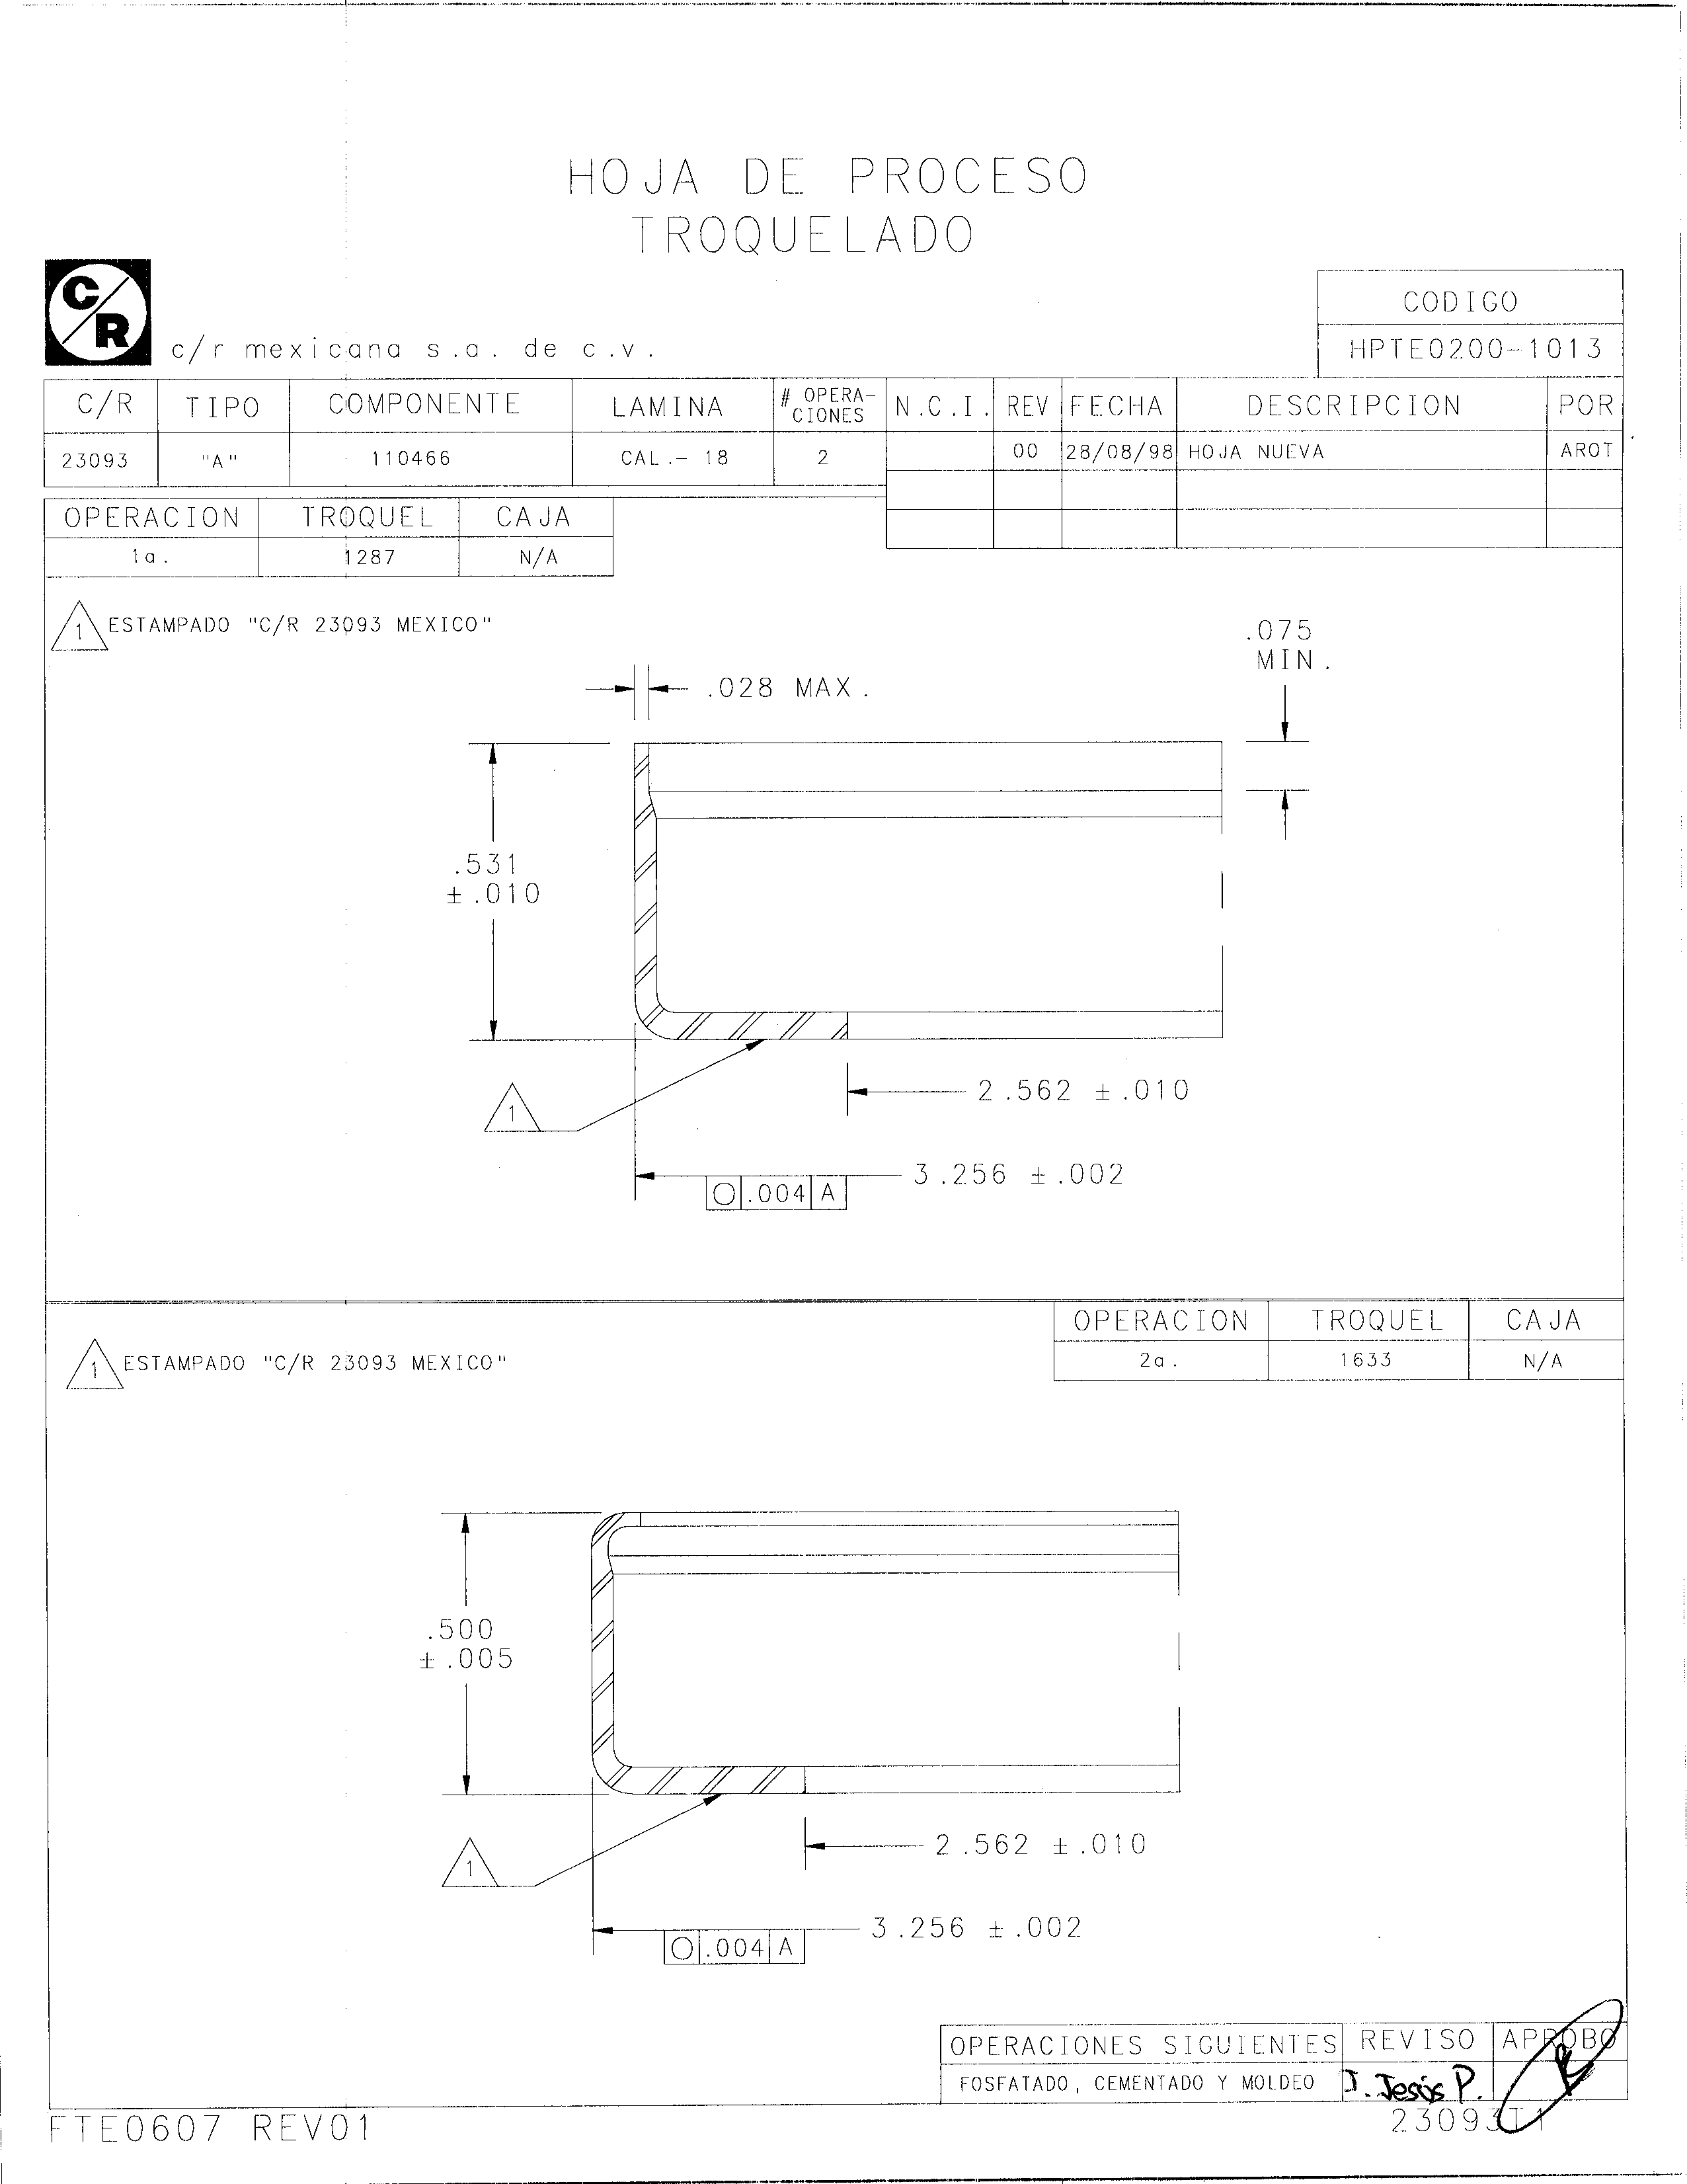 HOJA DE PROCESO
TROQUELADO
C/R
c/r mexicana s.a. de c.v.
CODIGO
HPTE0200-1013
C/R TIPO COMPONENTE LAMINA # OPERA-CIONES N.C.I. REV FECHA DESCRIPCION POR
23093 "A" 110466 CAL.- 18 2 00 28/08/98 HOJA NUEVA AROT
OPERACION TROQUEL CAJA
1a. 1287 N/A
1 ESTAMPADO "C/R 23093 MEXICO"
.075
MIN.
.028 MAX.
.531
±.010
2.562 ±.010
1
3.256 ±.002
○ .004 A
OPERACION TROQUEL CAJA
2a. 1633 N/A
1 ESTAMPADO "C/R 23093 MEXICO"
.500
±.005
2.562 ±.010
1
3.256 ±.002
○ .004 A
OPERACIONES SIGUIENTES REVISO APROBO
FOSFATADO, CEMENTADO Y MOLDEO J. Jesús P.
FTE0607 REV01
23093T1